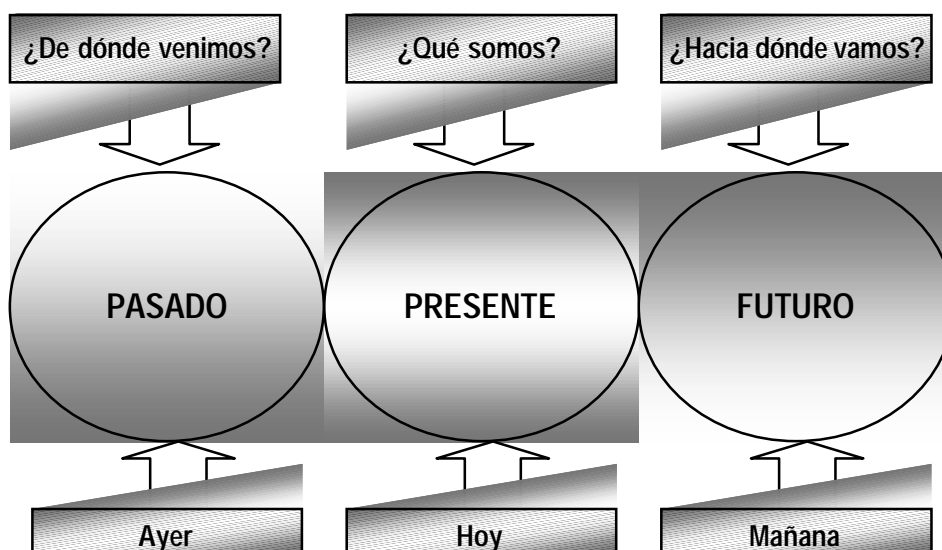 ¿De dónde venimos?
¿Qué somos?
¿Hacia dónde vamos?
PASADO
PRESENTE
FUTURO
Ayer
Hoy
Mañana